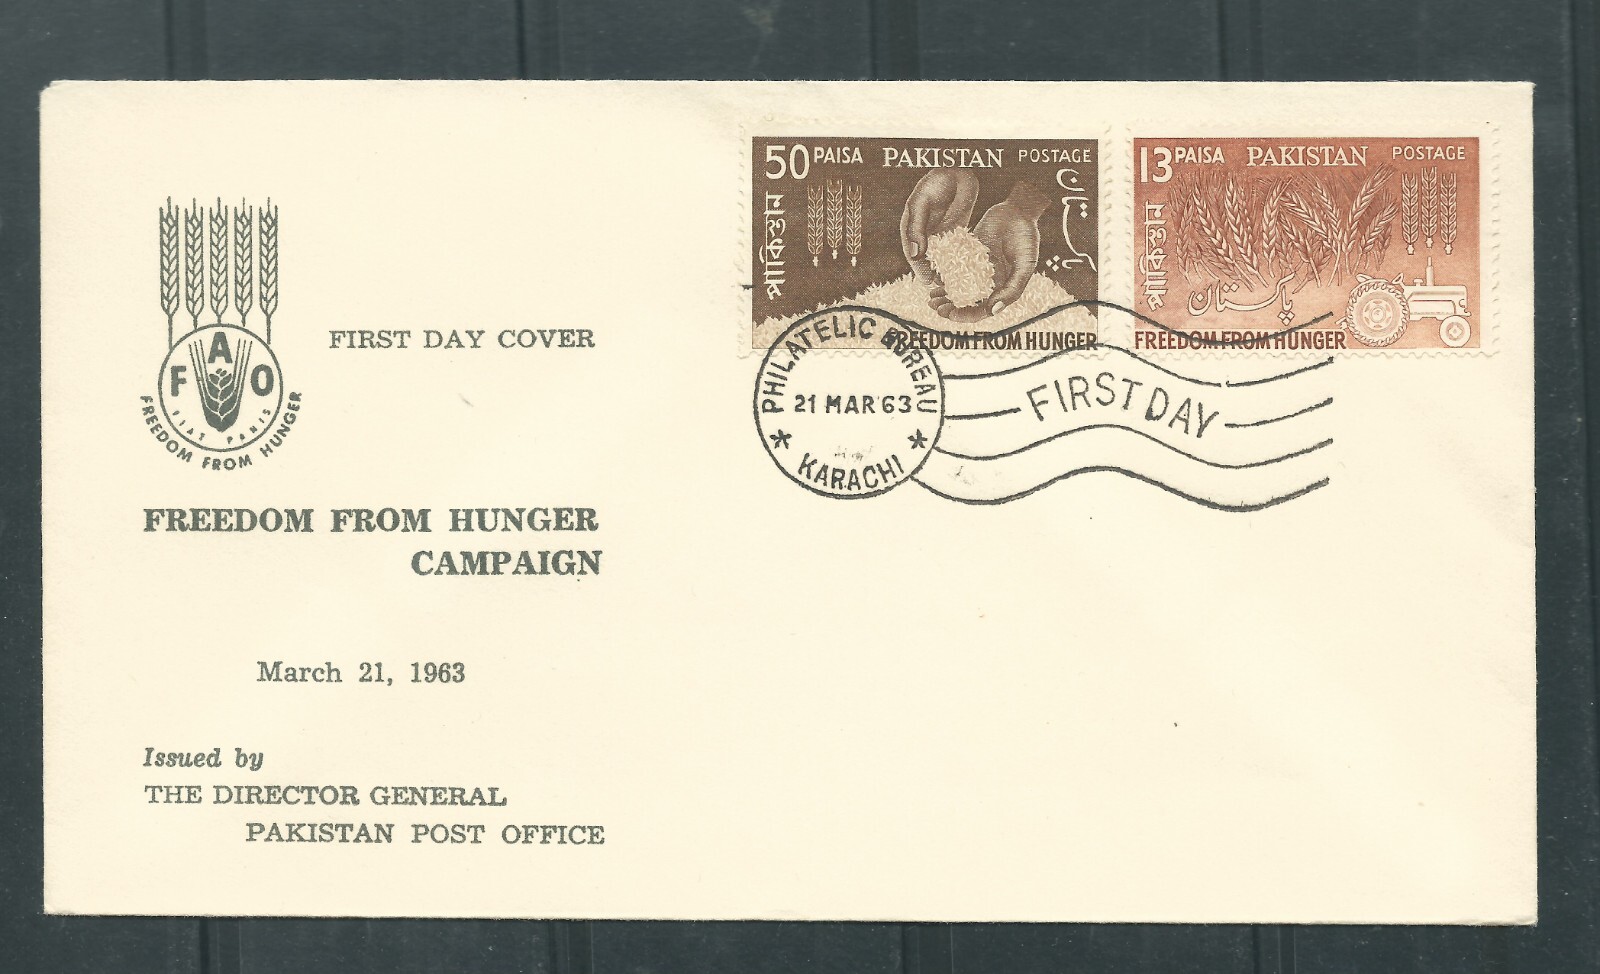 FAO
FIAT PANIS
FREEDOM FROM HUNGER
FIRST DAY COVER
FREEDOM FROM HUNGER
CAMPAIGN
March 21, 1963
Issued by
THE DIRECTOR GENERAL
PAKISTAN POST OFFICE
50 PAISA PAKISTAN POSTAGE
পাকিস্তান
پاکستان
FREEDOM FROM HUNGER
13 PAISA PAKISTAN POSTAGE
পাকিস্তান
پاکستان
FREEDOM FROM HUNGER
PHILATELIC BUREAU
21 MAR 63
* KARACHI *
FIRST DAY